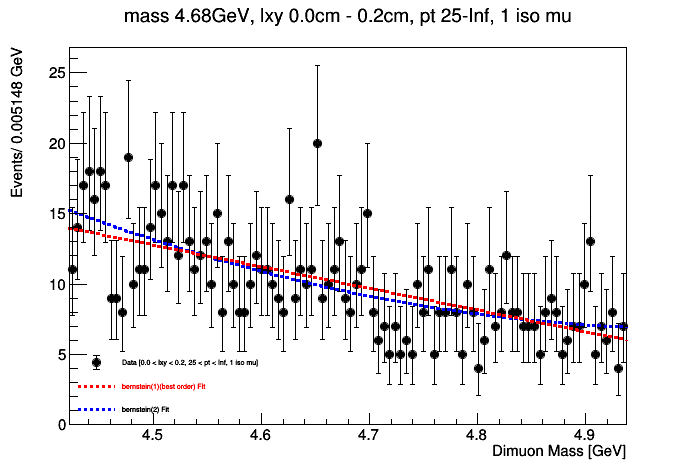 mass 4.68GeV, lxy 0.0cm - 0.2cm, pt 25-Inf, 1 iso mu
Events/ 0.005148 GeV
25
20
15
10
5
0
Data [0.0 < lxy < 0.2, 25 < pt < Inf, 1 iso mu]
bernstein(1)(best order) Fit
bernstein(2) Fit
4.5 4.6 4.7 4.8 4.9
Dimuon Mass [GeV]